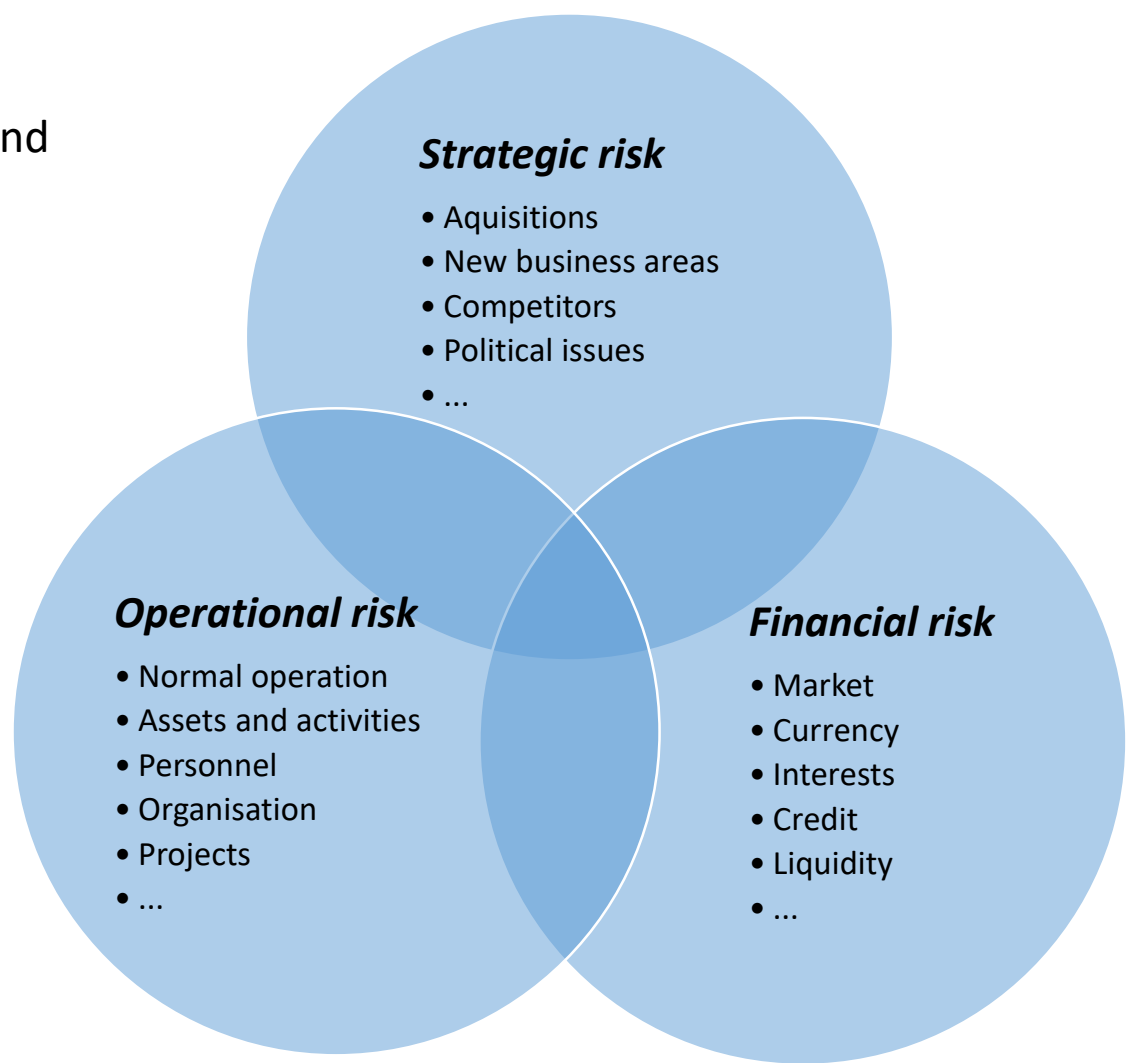 nd
Strategic risk
• Aquisitions
• New business areas
• Competitors
• Political issues
• ...
Operational risk
• Normal operation
• Assets and activities
• Personnel
• Organisation
• Projects
• ...
Financial risk
• Market
• Currency
• Interests
• Credit
• Liquidity
• ...